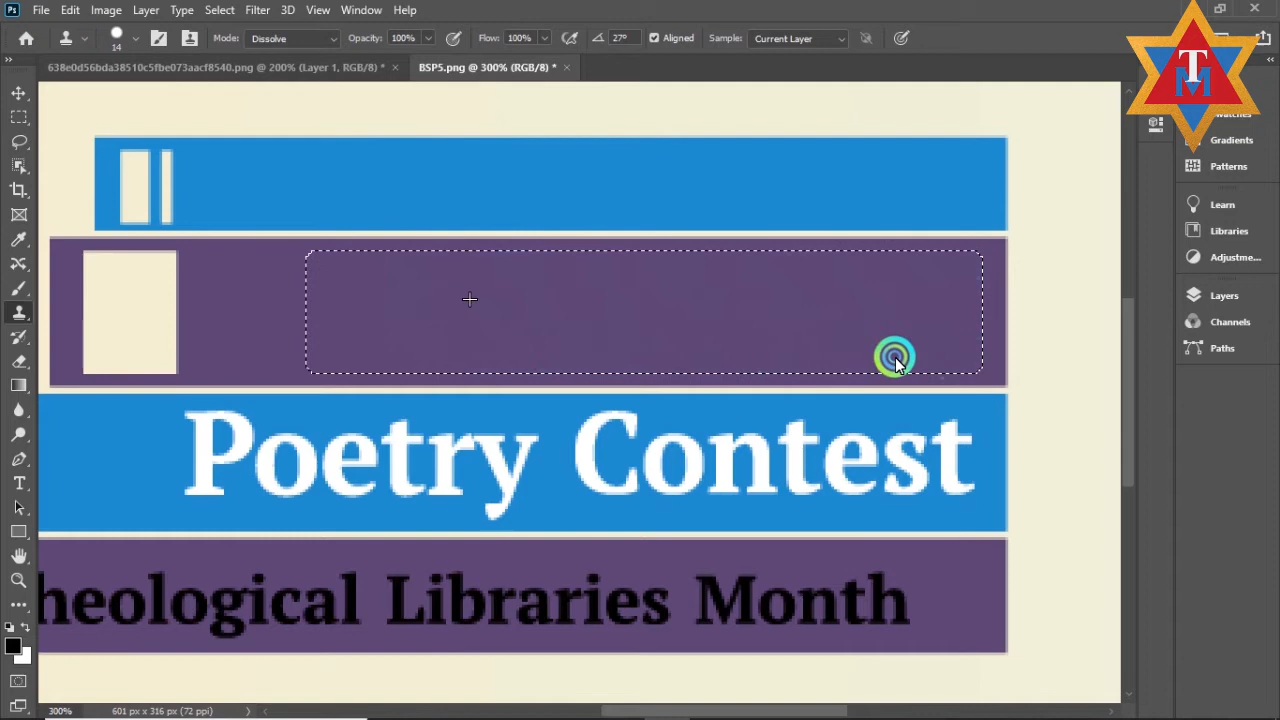 Ps File Edit Image Layer Type Select Filter 3D View Window Help
14 Mode: Dissolve Opacity: 100% Flow: 100% 27° Aligned Sample: Current Layer
638e0d56bda38510c5fbe073aacf8540.png @ 200% (Layer 1, RGB/8) * × BSP5.png @ 300% (RGB/8) * ×
TM
Gradients
Patterns
Learn
Libraries
Adjustme...
Layers
Channels
Paths
Poetry Contest
heological Libraries Month
300% 601 px x 316 px (72 ppi)